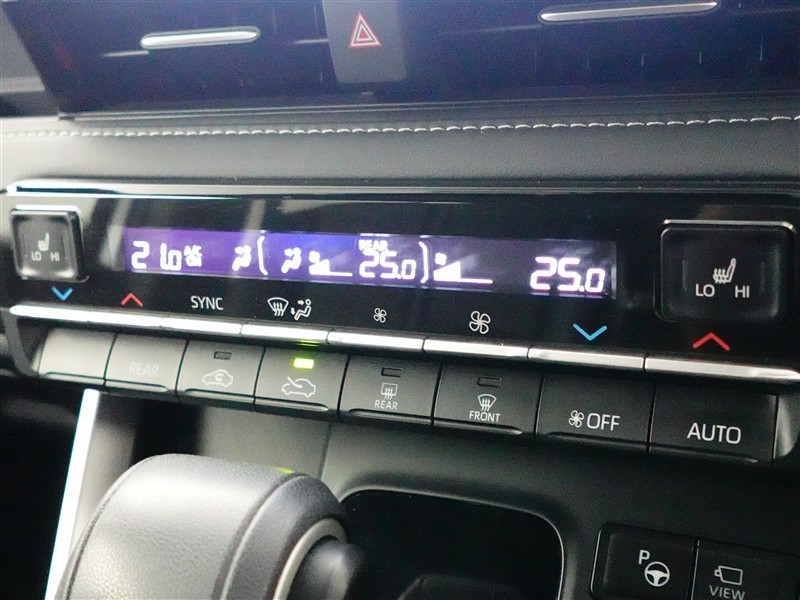 LO HI
21.0 A/C
REAR
25.0
25.0
LO HI
SYNC
REAR
REAR
FRONT
OFF
AUTO
P
VIEW